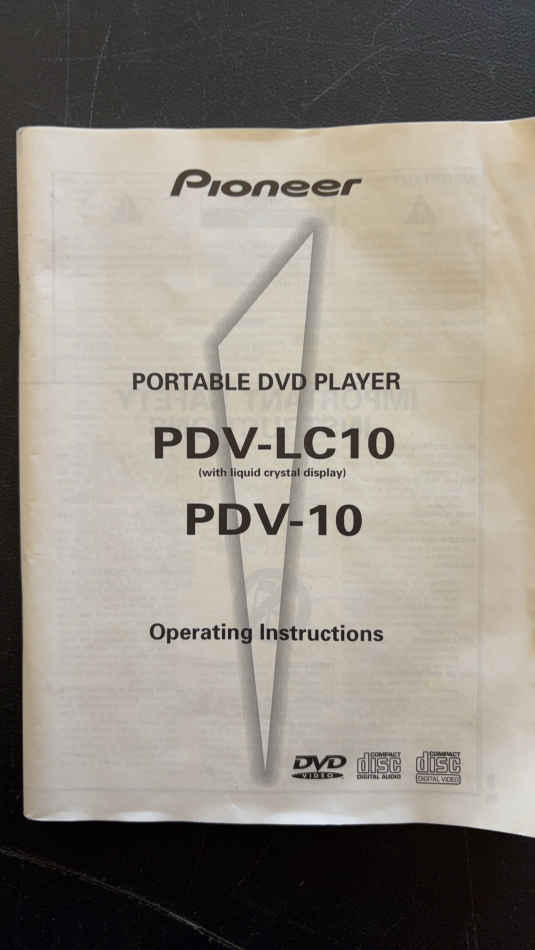 Pioneer
PORTABLE DVD PLAYER
PDV-LC10
(with liquid crystal display)
PDV-10
Operating Instructions
DVD
VIDEO
COMPACT
disc
DIGITAL AUDIO
COMPACT
disc
DIGITAL VIDEO